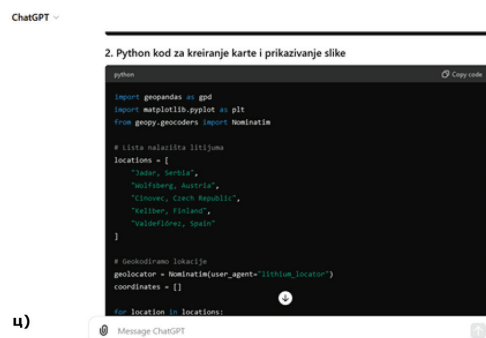 ChatGPT
2. Python kod za kreiranje karte i prikazivanje slike
python
Copy code
import geopandas as gpd
import matplotlib.pyplot as plt
from geopy.geocoders import Nominatim
# Lista nalazišta litijuma
locations = [
"Jadar, Serbia",
"Wolfsberg, Austria",
"Cinovec, Czech Republic",
"Keliber, Finland",
"Valdeflórez, Spain"
]
# Geokodiramo lokacije
geolocator = Nominatim(user_agent="lithium_locator")
coordinates = []
for location in locations:
ц)
Message ChatGPT